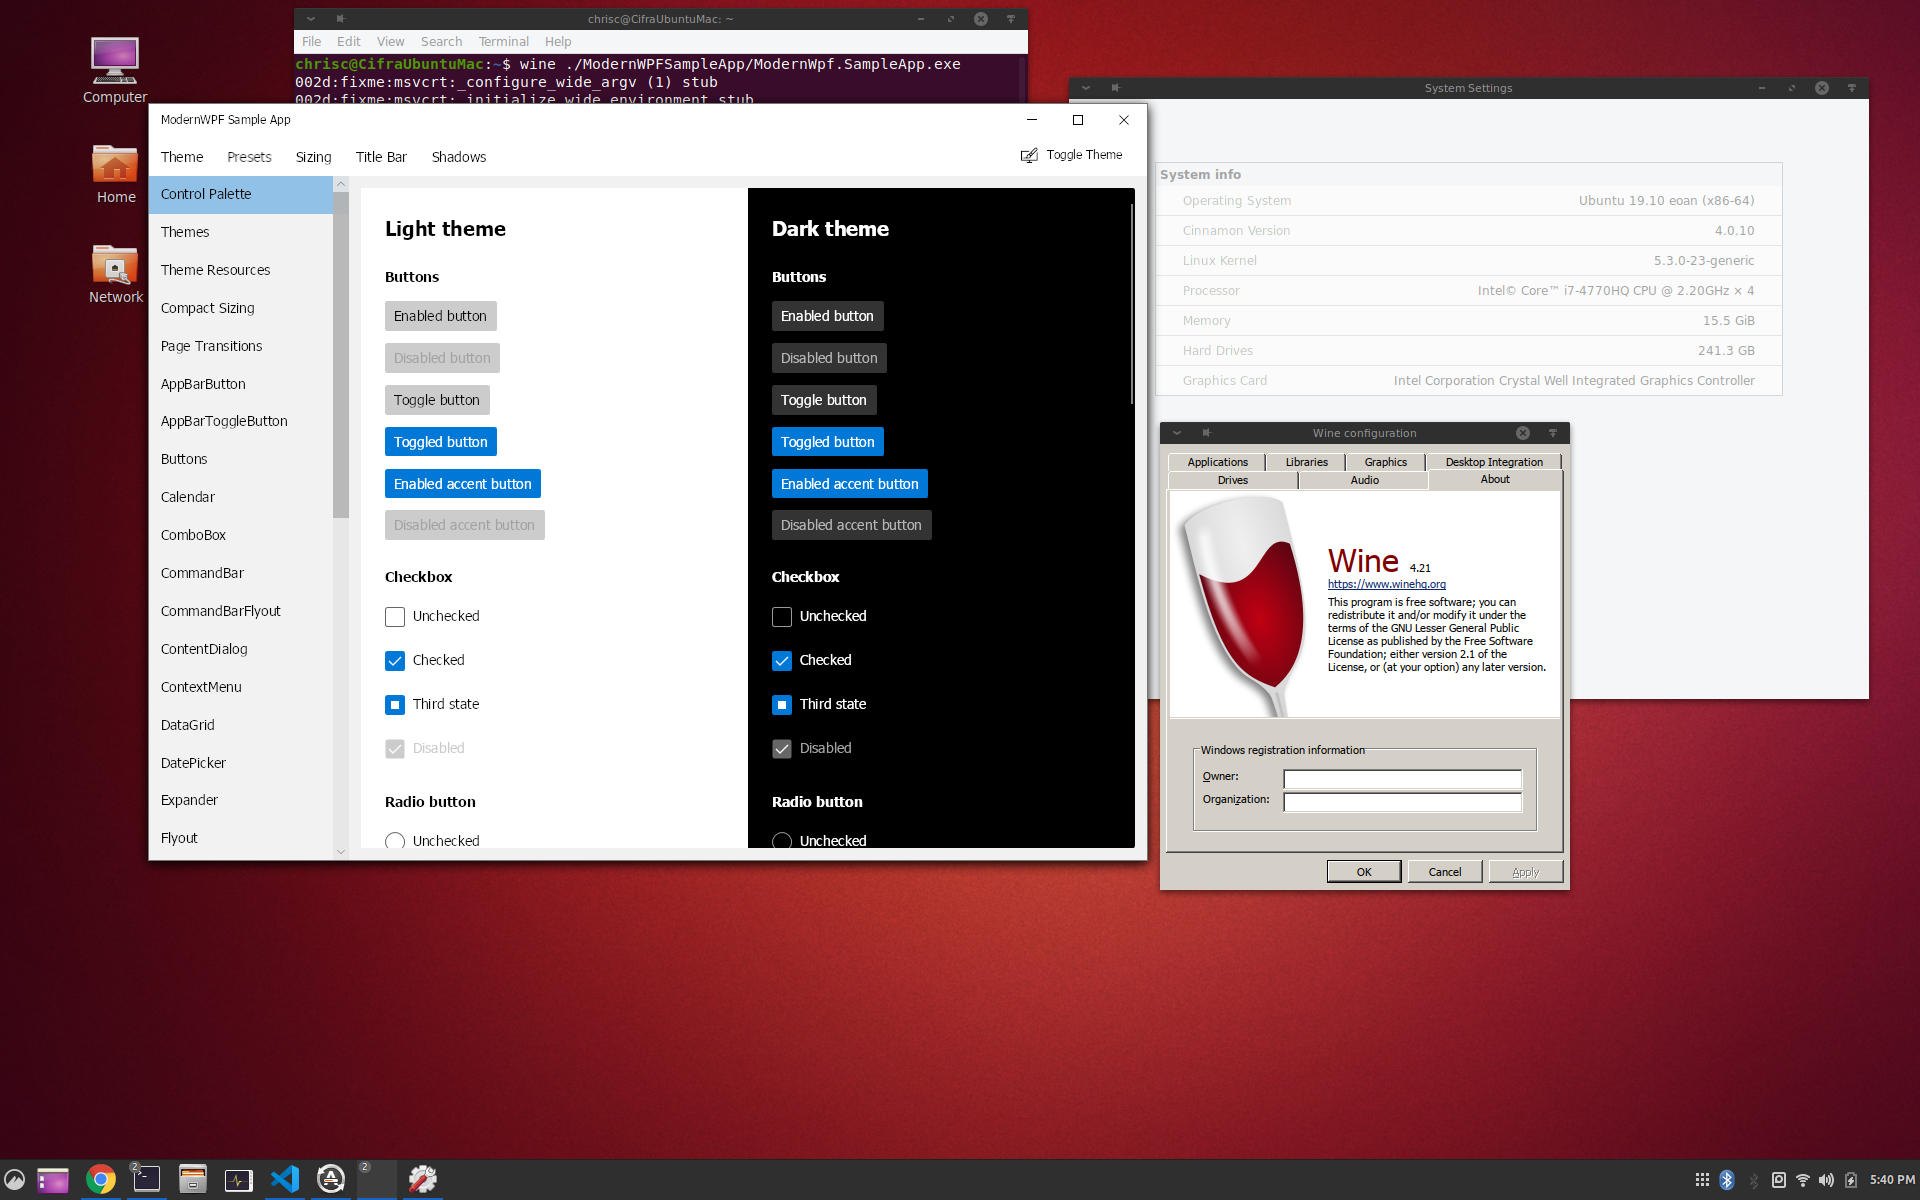 Computer
Home
Network
chrisc@CifraUbuntuMac: ~
File Edit View Search Terminal Help
chrisc@CifraUbuntuMac:~$ wine ./ModernWPFSampleApp/ModernWpf.SampleApp.exe
002d:fixme:msvcrt:_configure_wide_argv (1) stub
002d:fixme:msvcrt:_initialize_wide_environment stub
ModernWPF Sample App
Theme Presets Sizing Title Bar Shadows Toggle Theme
Control Palette
Themes
Theme Resources
Compact Sizing
Page Transitions
AppBarButton
AppBarToggleButton
Buttons
Calendar
ComboBox
CommandBar
CommandBarFlyout
ContentDialog
ContextMenu
DataGrid
DatePicker
Expander
Flyout
Light theme
Buttons
Enabled button
Disabled button
Toggle button
Toggled button
Enabled accent button
Disabled accent button
Checkbox
Unchecked
Checked
Third state
Disabled
Radio button
Unchecked
Dark theme
Buttons
Enabled button
Disabled button
Toggle button
Toggled button
Enabled accent button
Disabled accent button
Checkbox
Unchecked
Checked
Third state
Disabled
Radio button
Unchecked
System Settings
System info
Operating System Ubuntu 19.10 eoan (x86-64)
Cinnamon Version 4.0.10
Linux Kernel 5.3.0-23-generic
Processor Intel© Core™ i7-4770HQ CPU @ 2.20GHz × 4
Memory 15.5 GiB
Hard Drives 241.3 GB
Graphics Card Intel Corporation Crystal Well Integrated Graphics Controller
Wine configuration
Applications Libraries Graphics Desktop Integration
Drives Audio About
Wine 4.21
https://www.winehq.org
This program is free software; you can
redistribute it and/or modify it under the
terms of the GNU Lesser General Public
License as published by the Free Software
Foundation; either version 2.1 of the
License, or (at your option) any later version.
Windows registration information
Owner:
Organization:
OK Cancel Apply
2
2
5:40 PM